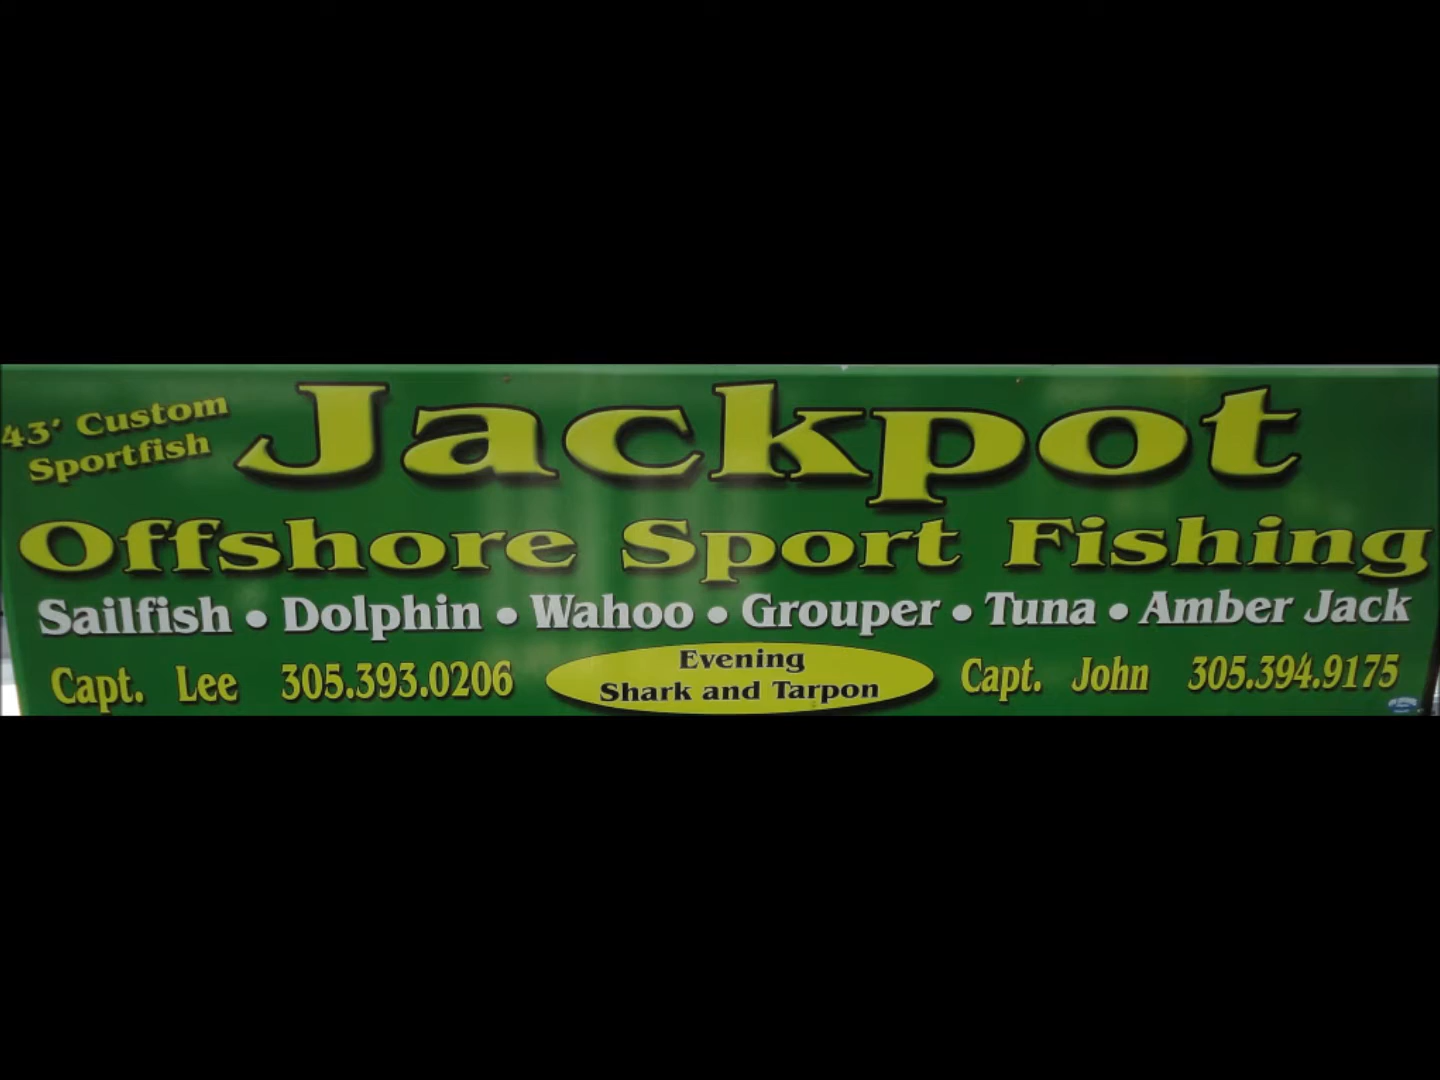 43' Custom
Sportfish
Jackpot
Offshore Sport Fishing
Sailfish • Dolphin • Wahoo • Grouper • Tuna • Amber Jack
Capt. Lee 305.393.0206
Evening
Shark and Tarpon
Capt. John 305.394.9175